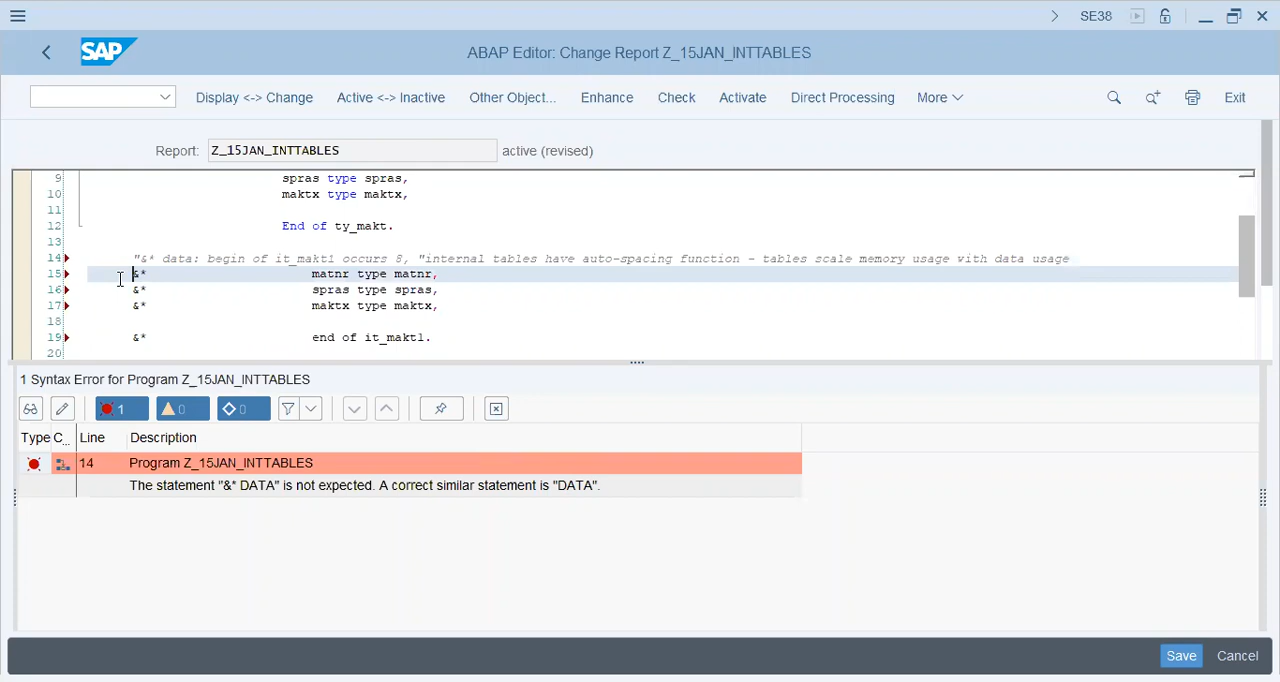 SE38
SAP
ABAP Editor: Change Report Z_15JAN_INTTABLES
Display <-> Change Active <-> Inactive Other Object... Enhance Check Activate Direct Processing More Exit
Report: Z_15JAN_INTTABLES active (revised)
9 spras type spras,
10 maktx type maktx,
11
12 End of ty_makt.
13
14 "&* data: begin of it_makt1 occurs 8, "internal tables have auto-spacing function - tables scale memory usage with data usage
15 &* matnr type matnr,
16 &* spras type spras,
17 &* maktx type maktx,
18
19 &* end of it_makt1.
20
1 Syntax Error for Program Z_15JAN_INTTABLES
1 0 0
Type C... Line Description
14 Program Z_15JAN_INTTABLES
The statement "&* DATA" is not expected. A correct similar statement is "DATA".
Save Cancel